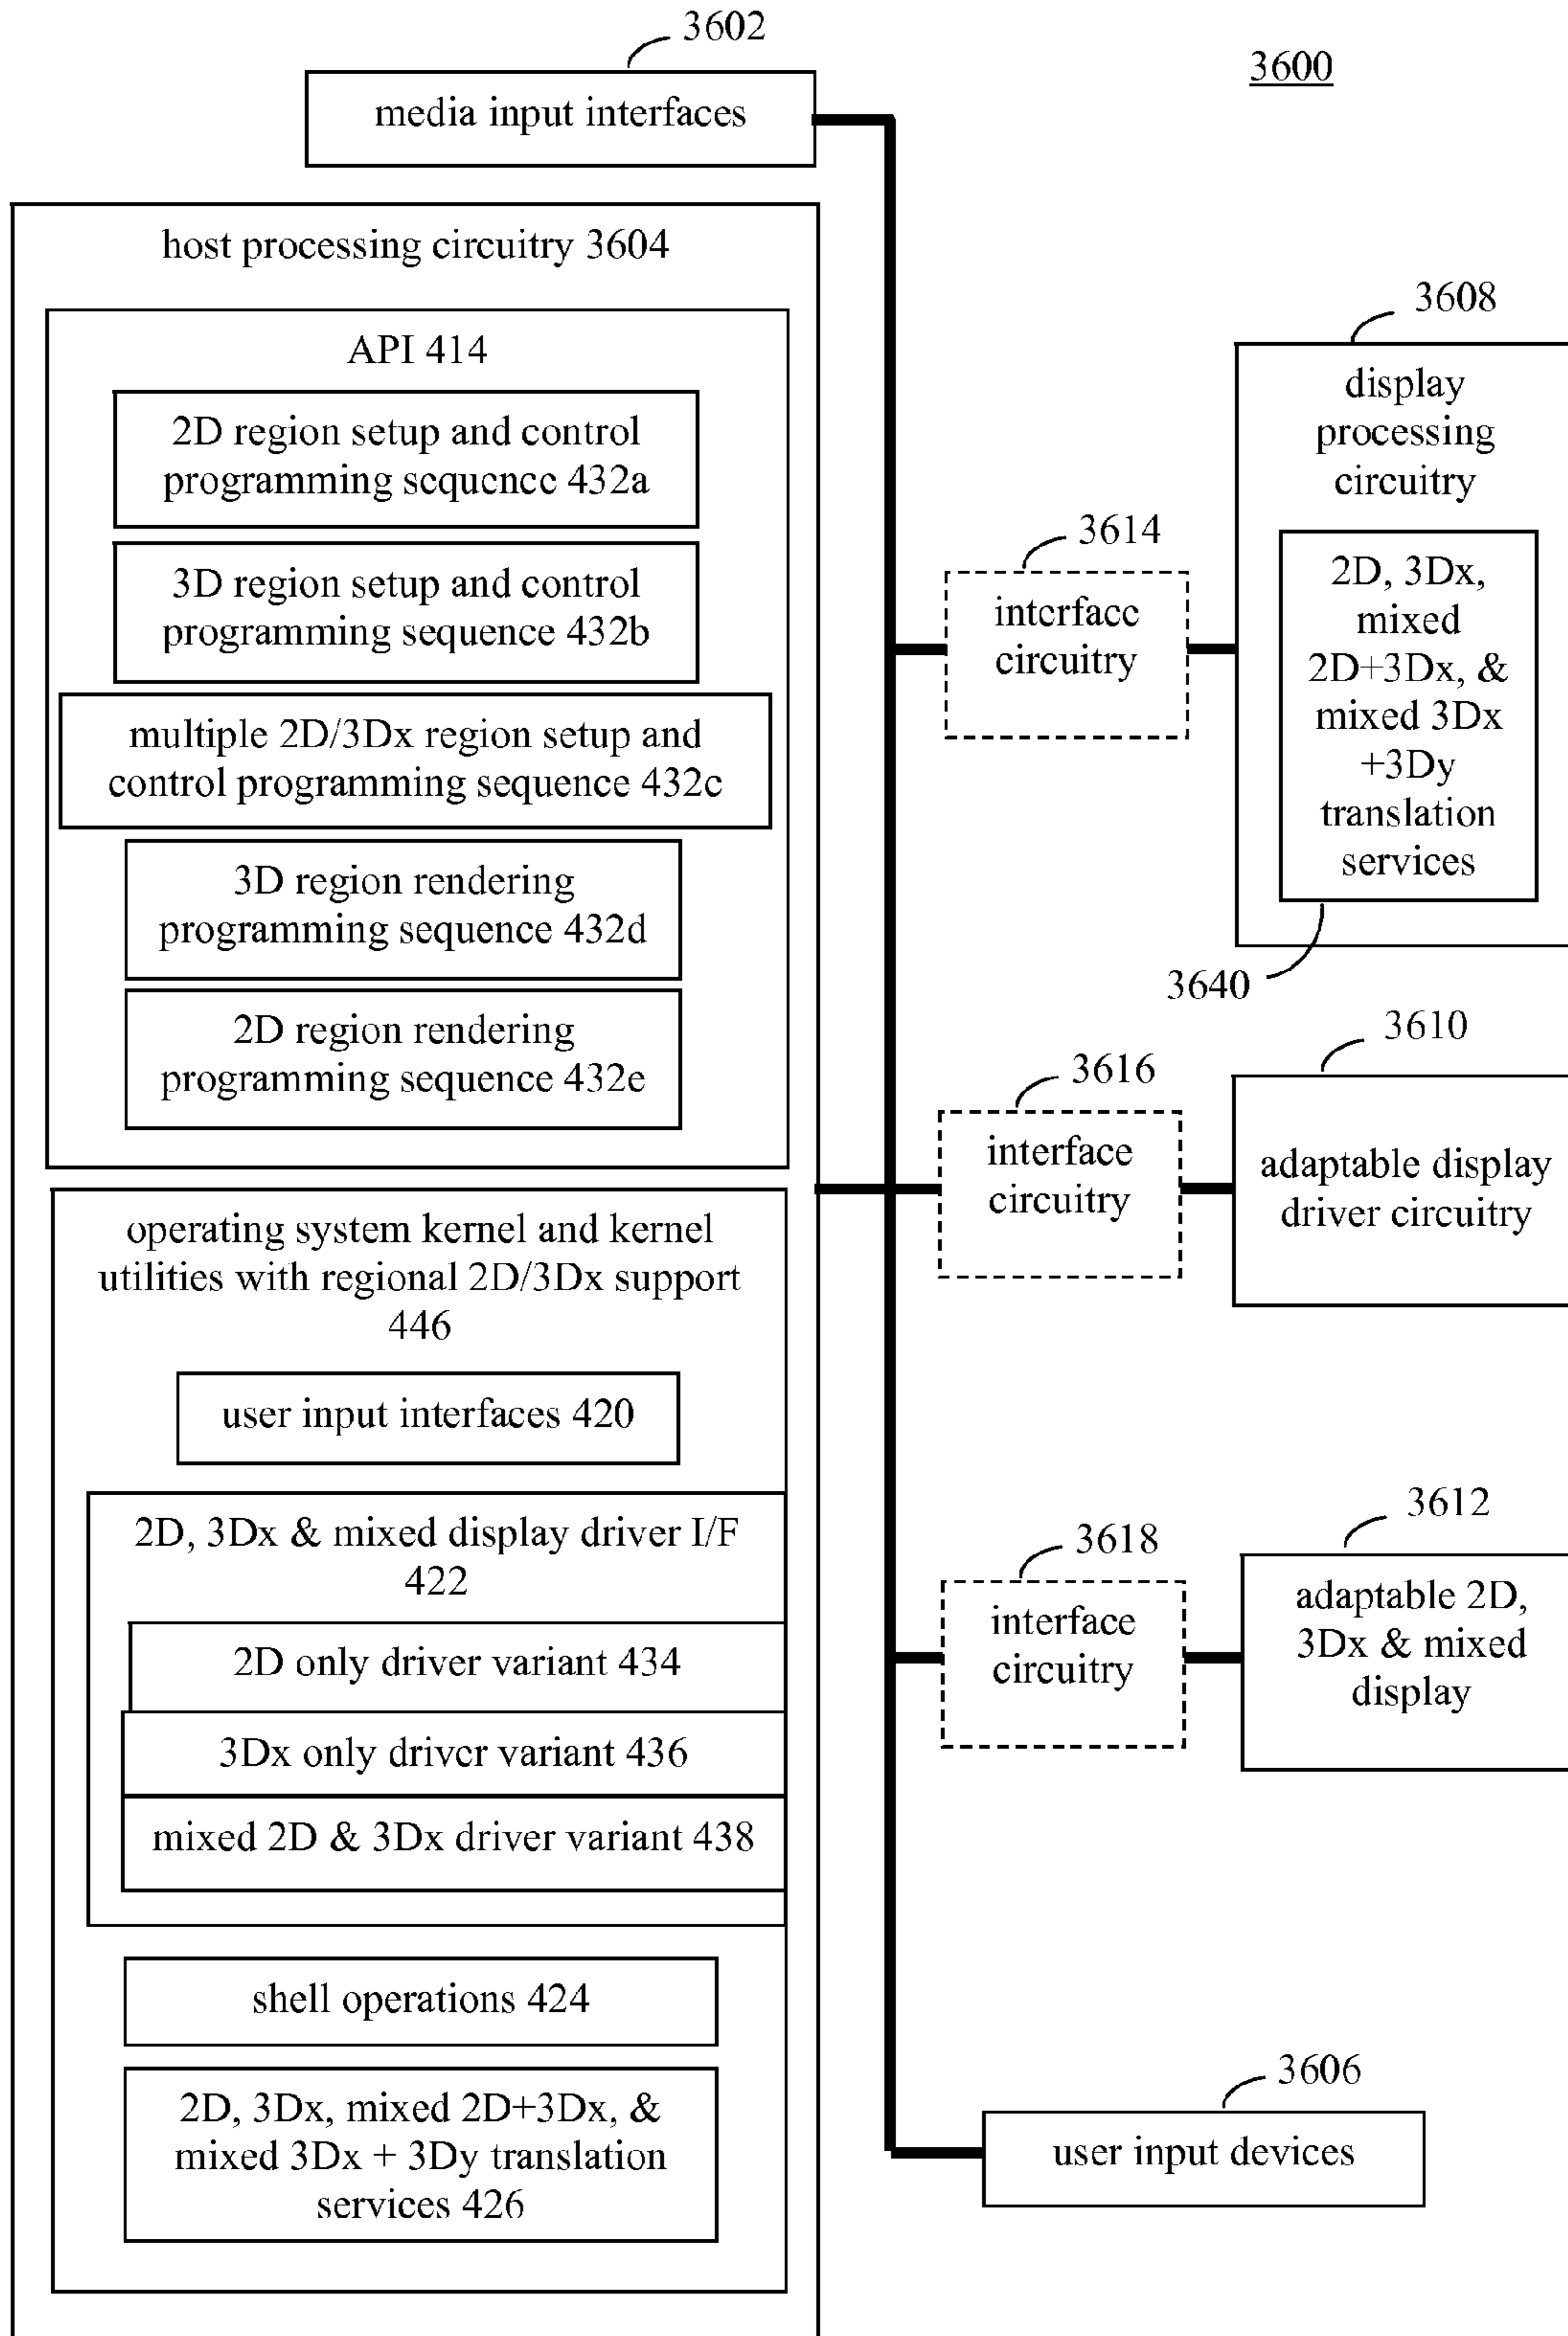 3602
3600
media input interfaces
host processing circuitry 3604
API 414
2D region setup and control
programming sequence 432a
3D region setup and control
programming sequence 432b
multiple 2D/3Dx region setup and
control programming sequence 432c
3D region rendering
programming sequence 432d
2D region rendering
programming sequence 432e
operating system kernel and kernel
utilities with regional 2D/3Dx support
446
user input interfaces 420
2D, 3Dx & mixed display driver I/F
422
2D only driver variant 434
3Dx only driver variant 436
mixed 2D & 3Dx driver variant 438
shell operations 424
2D, 3Dx, mixed 2D+3Dx, &
mixed 3Dx + 3Dy translation
services 426
3614
interface
circuitry
3608
display
processing
circuitry
2D, 3Dx,
mixed
2D+3Dx, &
mixed 3Dx
+3Dy
translation
services
3640
3616
interface
circuitry
3610
adaptable display
driver circuitry
3618
interface
circuitry
3612
adaptable 2D,
3Dx & mixed
display
3606
user input devices